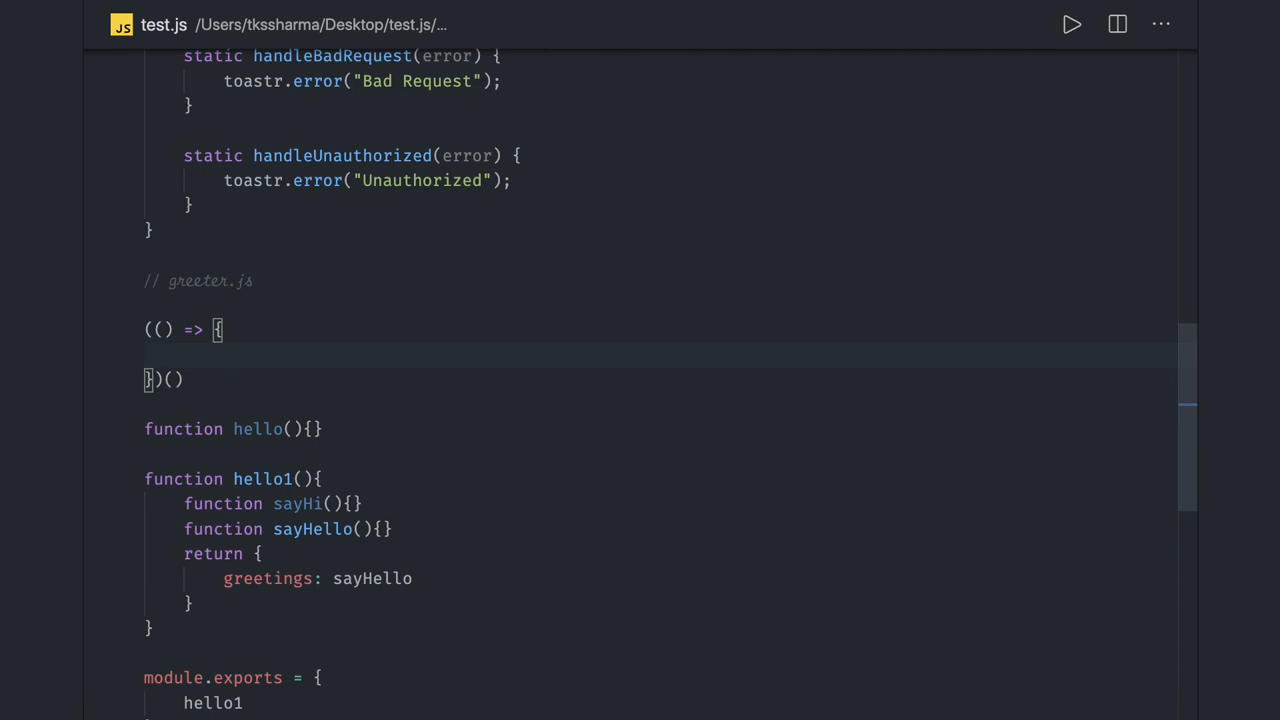 JS test.js /Users/tkssharma/Desktop/test.js/...
static handleBadRequest(error) {
toastr.error("Bad Request");
}
static handleUnauthorized(error) {
toastr.error("Unauthorized");
}
}
// greeter.js
(() => {
})()
function hello(){}
function hello1(){
function sayHi(){}
function sayHello(){}
return {
greetings: sayHello
}
}
module.exports = {
hello1